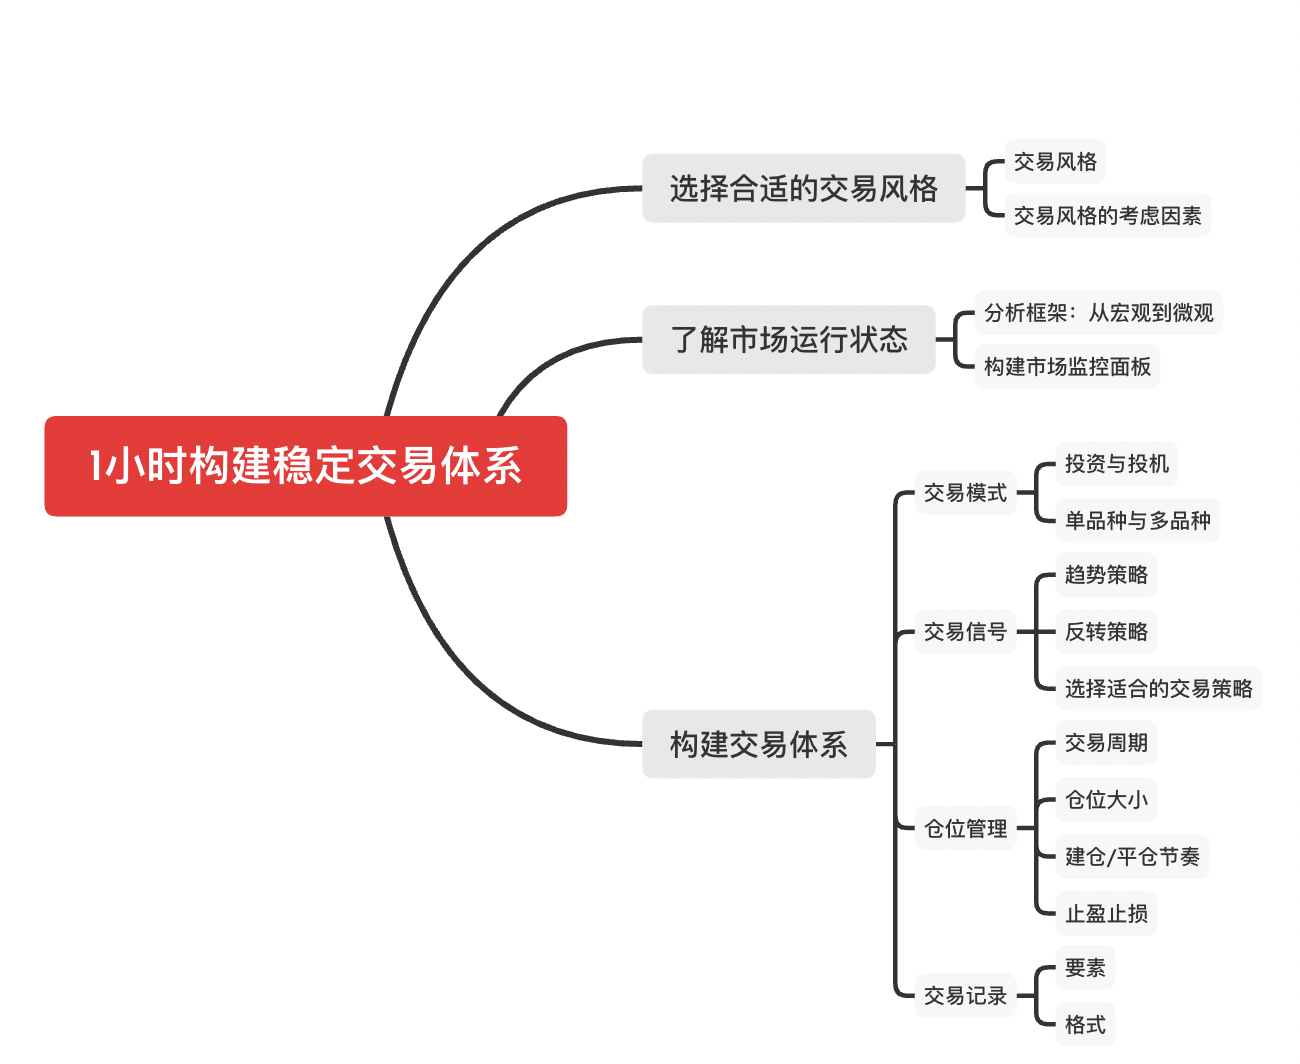 1小时构建稳定交易体系
选择合适的交易风格
交易风格
交易风格的考虑因素
了解市场运行状态
分析框架：从宏观到微观
构建市场监控面板
构建交易体系
交易模式
投资与投机
单品种与多品种
交易信号
趋势策略
反转策略
选择适合的交易策略
仓位管理
交易周期
仓位大小
建仓/平仓节奏
止盈止损
交易记录
要素
格式